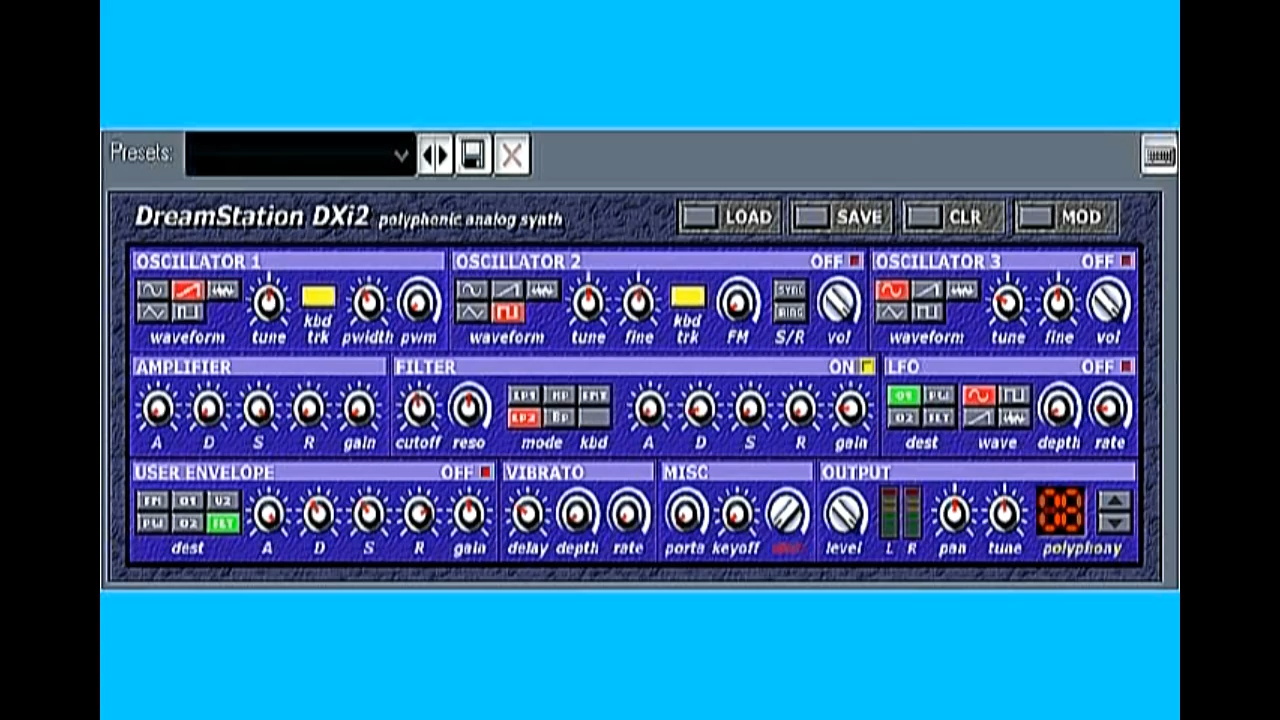 Presets:
DreamStation DXi2 polyphonic analog synth LOAD SAVE CLR MOD
OSCILLATOR 1 OSCILLATOR 2 OFF OSCILLATOR 3 OFF
SYNC
RING
waveform tune kbd trk pwidth pwm waveform tune fine kbd trk FM S/R vol waveform tune fine vol
AMPLIFIER FILTER ON LFO OFF
LP1 HP O1 PW
LP2 BP O2 FLT
A D S R gain cutoff reso mode kbd A D S R gain dest wave depth rate
USER ENVELOPE OFF VIBRATO MISC OUTPUT
FM O1 V2
PW O2 FLT
dest A D S R gain delay depth rate porta keyoff level L R pan tune polyphony